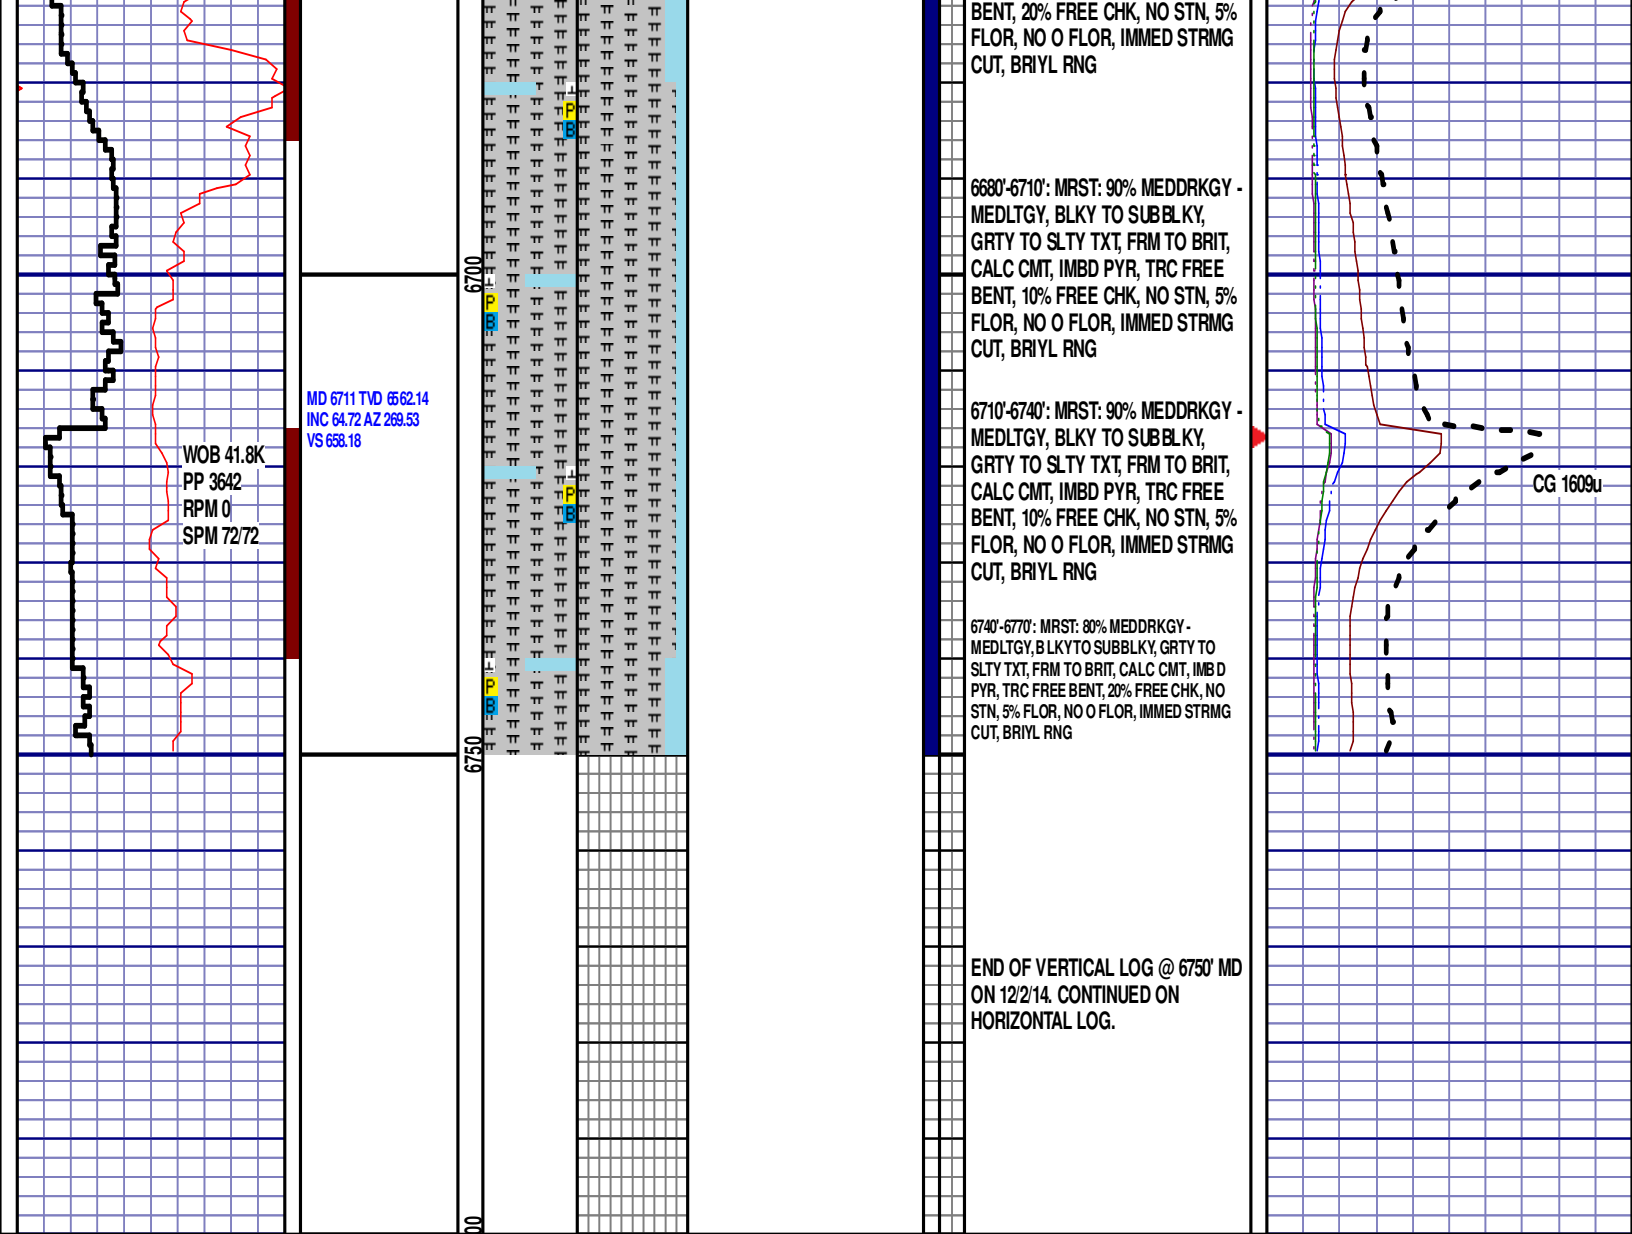 BENT, 20% FREE CHK, NO STN, 5%
FLOR, NO O FLOR, IMMED STRMG
CUT, BRIYL RNG
P
B
6680'-6710': MRST: 90% MEDDRKGY -
MEDLTGY, BLKY TO SUBBLKY,
GRTY TO SLTY TXT, FRM TO BRIT,
CALC CMT, IMBD PYR, TRC FREE
BENT, 10% FREE CHK, NO STN, 5%
FLOR, NO O FLOR, IMMED STRMG
CUT, BRIYL RNG
6700
P
B
MD 6711 TVD 6562.14
INC 64.72 AZ 269.53
VS 658.18
WOB 41.8K
PP 3642
RPM 0
SPM 72/72
P
B
6710'-6740': MRST: 90% MEDDRKGY -
MEDLTGY, BLKY TO SUBBLKY,
GRTY TO SLTY TXT, FRM TO BRIT,
CALC CMT, IMBD PYR, TRC FREE
BENT, 10% FREE CHK, NO STN, 5%
FLOR, NO O FLOR, IMMED STRMG
CUT, BRIYL RNG
CG 1609u
6740'-6770': MRST: 80% MEDDRKGY -
MEDLTGY, BLKY TO SUBBLKY, GRTY TO
SLTY TXT, FRM TO BRIT, CALC CMT, IMBD
PYR, TRC FREE BENT, 20% FREE CHK, NO
STN, 5% FLOR, NO O FLOR, IMMED STRMG
CUT, BRIYL RNG
P
B
6750
END OF VERTICAL LOG @ 6750' MD
ON 12/2/14. CONTINUED ON
HORIZONTAL LOG.